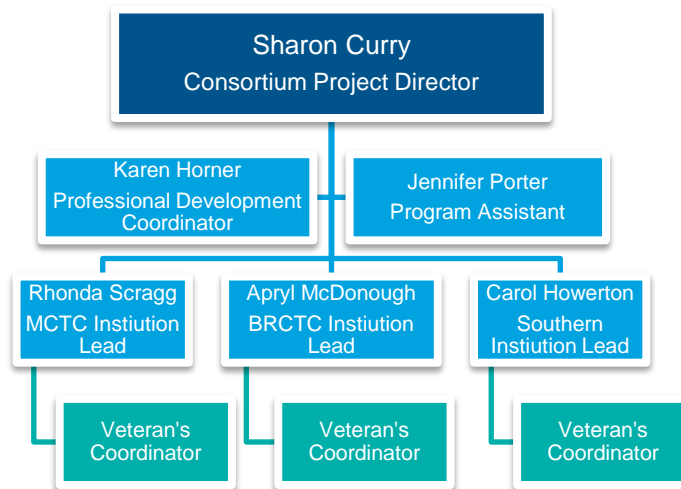 Sharon Curry
Consortium Project Director
Karen Horner
Professional Development
Coordinator
Jennifer Porter
Program Assistant
Rhonda Scragg
MCTC Instiution
Lead
Apryl McDonough
BRCTC Instiution
Lead
Carol Howerton
Southern
Instiution Lead
Veteran's
Coordinator
Veteran's
Coordinator
Veteran's
Coordinator